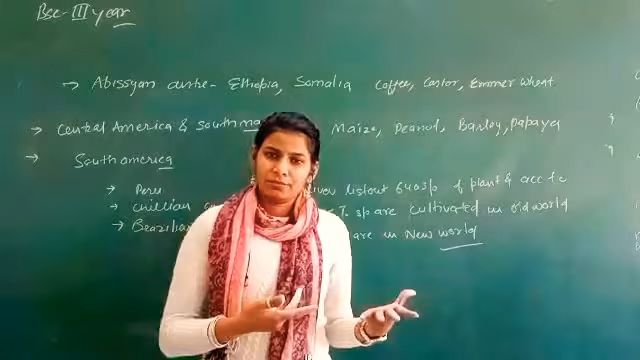 Bsc-III year
→ Abissyan centre- Ethopia, Somalia Coffee, Castor, Emmer wheat
→ Central America & South Maize, Peanut, Barley, Papaya
→ South america
→ Peru listout 640 sp of plant & acc to
→ chillian % sp are cultivated in old world
→ Brazilian are in New world